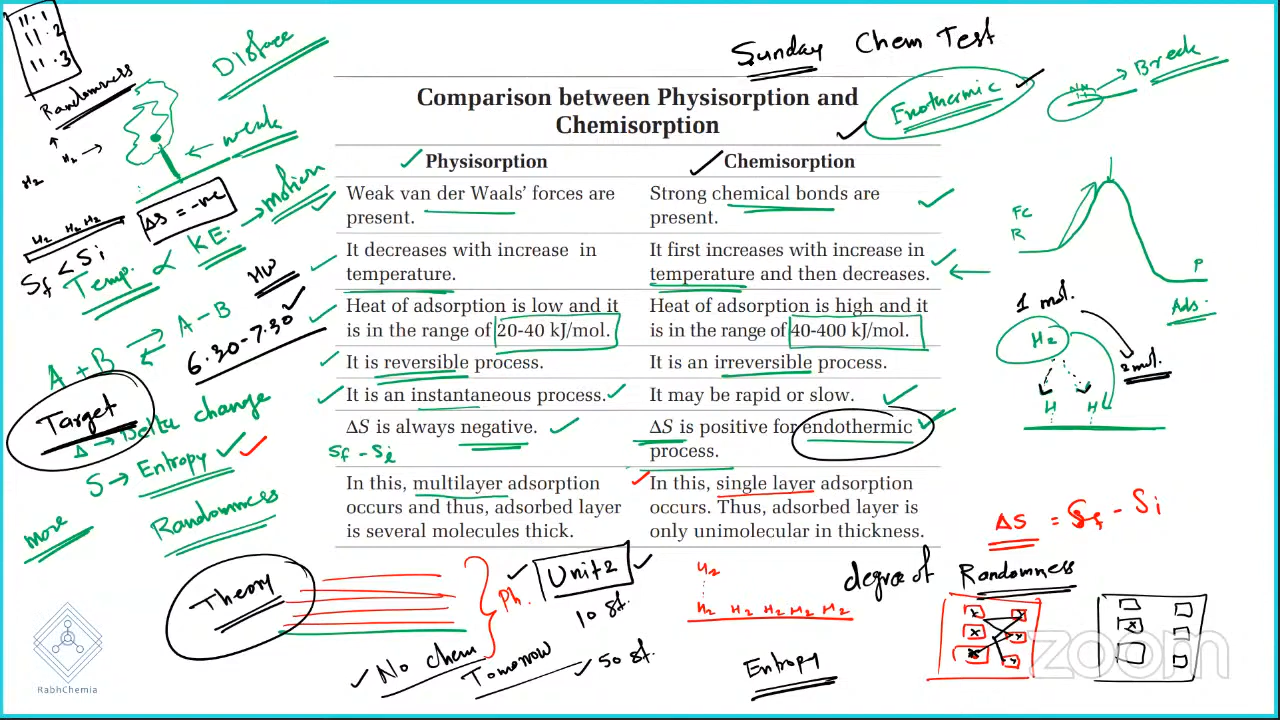 11.1
11.2
11.3
Randomness
H₂ →
H₂
H₂ H₂ H₂
Sf < Si
weak
ΔS = -ve
Temp. ∝ KE. → motion
HW
A + B ⇌ A - B
6.30-7.30
Target
Δ → Delta change
S → Entropy
Randomness
more
Sunday Chem Test
Comparison between Physisorption and
Chemisorption
Physisorption Chemisorption
Weak van der Waals' forces are
present.
Strong chemical bonds are
present.
It decreases with increase in
temperature.
It first increases with increase in
temperature and then decreases.
Heat of adsorption is low and it
is in the range of 20-40 kJ/mol.
Heat of adsorption is high and it
is in the range of 40-400 kJ/mol.
It is reversible process.
It is an irreversible process.
It is an instantaneous process.
It may be rapid or slow.
ΔS is always negative.
Sf - Si
ΔS is positive for endothermic
process.
In this, multilayer adsorption
occurs and thus, adsorbed layer
is several molecules thick.
In this, single layer adsorption
occurs. Thus, adsorbed layer is
only unimolecular in thickness.
Exothermic
Break
R
P
Ads.
1 mol.
H₂
2 mol.
H H
ΔS = Sf - Si
Theory
Ph.
Unit 2
10 st.
No chem
Tomorrow
50 st.
H₂
H₂ H₂ H₂ H₂ H₂
degree of Randomness
Entropy
RabhChemia
zoom